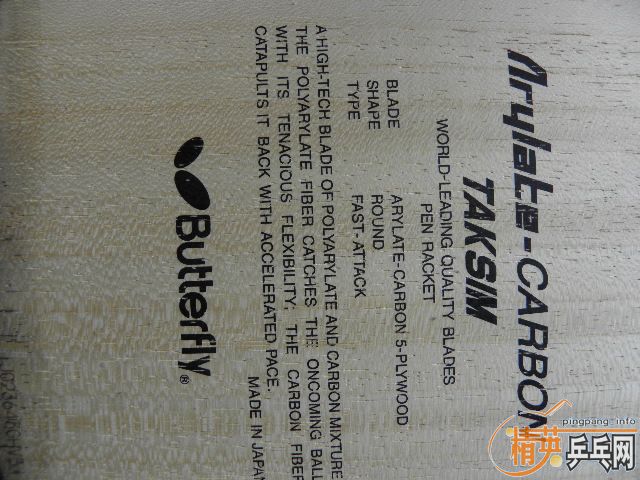 Arylate-CARBON
TAKSIM
WORLD-LEADING QUALITY BLADES
PEN RACKET
BLADE ARYLATE-CARBON 5-PLYWOOD
SHAPE ROUND
TYPE FAST-ATTACK
A HIGH-TECH BLADE OF POLYARYLATE AND CARBON MIXTURE
THE POLYARYLATE FIBER CATCHES THE ONCOMING BALL
WITH ITS TENACIOUS FLEXIBILITY; THE CARBON FIBER
CATAPULTS IT BACK WITH ACCELERATED PACE.
MADE IN JAPAN
Butterfly®
pingpang.info
精英乒乓网